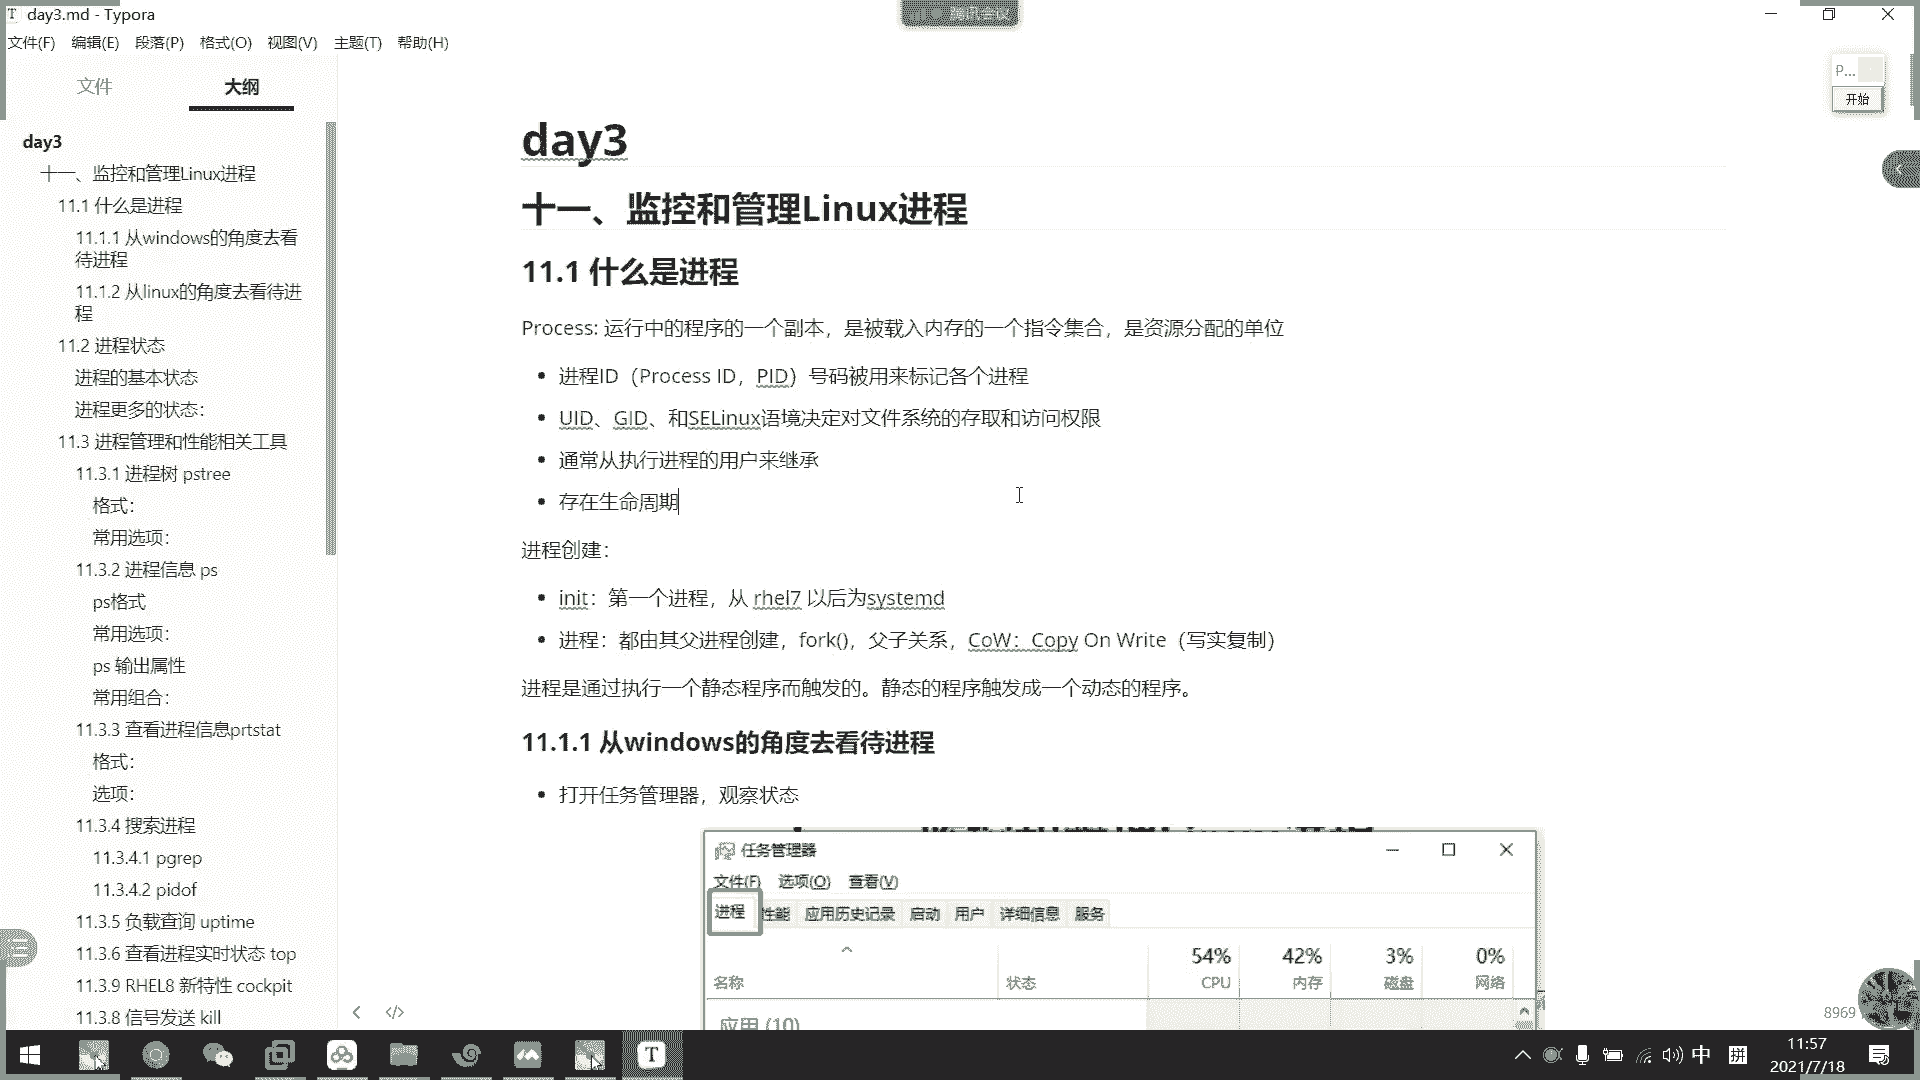 day3.md - Typora
腾讯会议
文件(F) 编辑(E) 段落(P) 格式(O) 视图(V) 主题(T) 帮助(H)
文件 大纲
P...
开始
day3
十一、监控和管理Linux进程
11.1 什么是进程
11.1.1 从windows的角度去看
待进程
11.1.2 从linux的角度去看待进
程
11.2 进程状态
进程的基本状态
进程更多的状态:
11.3 进程管理和性能相关工具
11.3.1 进程树 pstree
格式:
常用选项:
11.3.2 进程信息 ps
ps格式
常用选项:
ps 输出属性
常用组合:
11.3.3 查看进程信息prtstat
格式:
选项:
11.3.4 搜索进程
11.3.4.1 pgrep
11.3.4.2 pidof
11.3.5 负载查询 uptime
11.3.6 查看进程实时状态 top
11.3.9 RHEL8 新特性 cockpit
11.3.8 信号发送 kill
day3
十一、监控和管理Linux进程
11.1 什么是进程
Process: 运行中的程序的一个副本，是被载入内存的一个指令集合，是资源分配的单位
• 进程ID（Process ID，PID）号码被用来标记各个进程
• UID、GID、和SELinux语境决定对文件系统的存取和访问权限
• 通常从执行进程的用户来继承
• 存在生命周期
进程创建：
• init：第一个进程，从 rhel7 以后为systemd
• 进程：都由其父进程创建，fork()，父子关系，CoW：Copy On Write（写实复制）
进程是通过执行一个静态程序而触发的。静态的程序触发成一个动态的程序。
11.1.1 从windows的角度去看待进程
• 打开任务管理器，观察状态
任务管理器
文件(F) 选项(O) 查看(V)
进程 性能 应用历史记录 启动 用户 详细信息 服务
54% 42% 3% 0%
名称 状态 CPU 内存 磁盘 网络
应用 (10)
8969
中 拼
11:57
2021/7/18